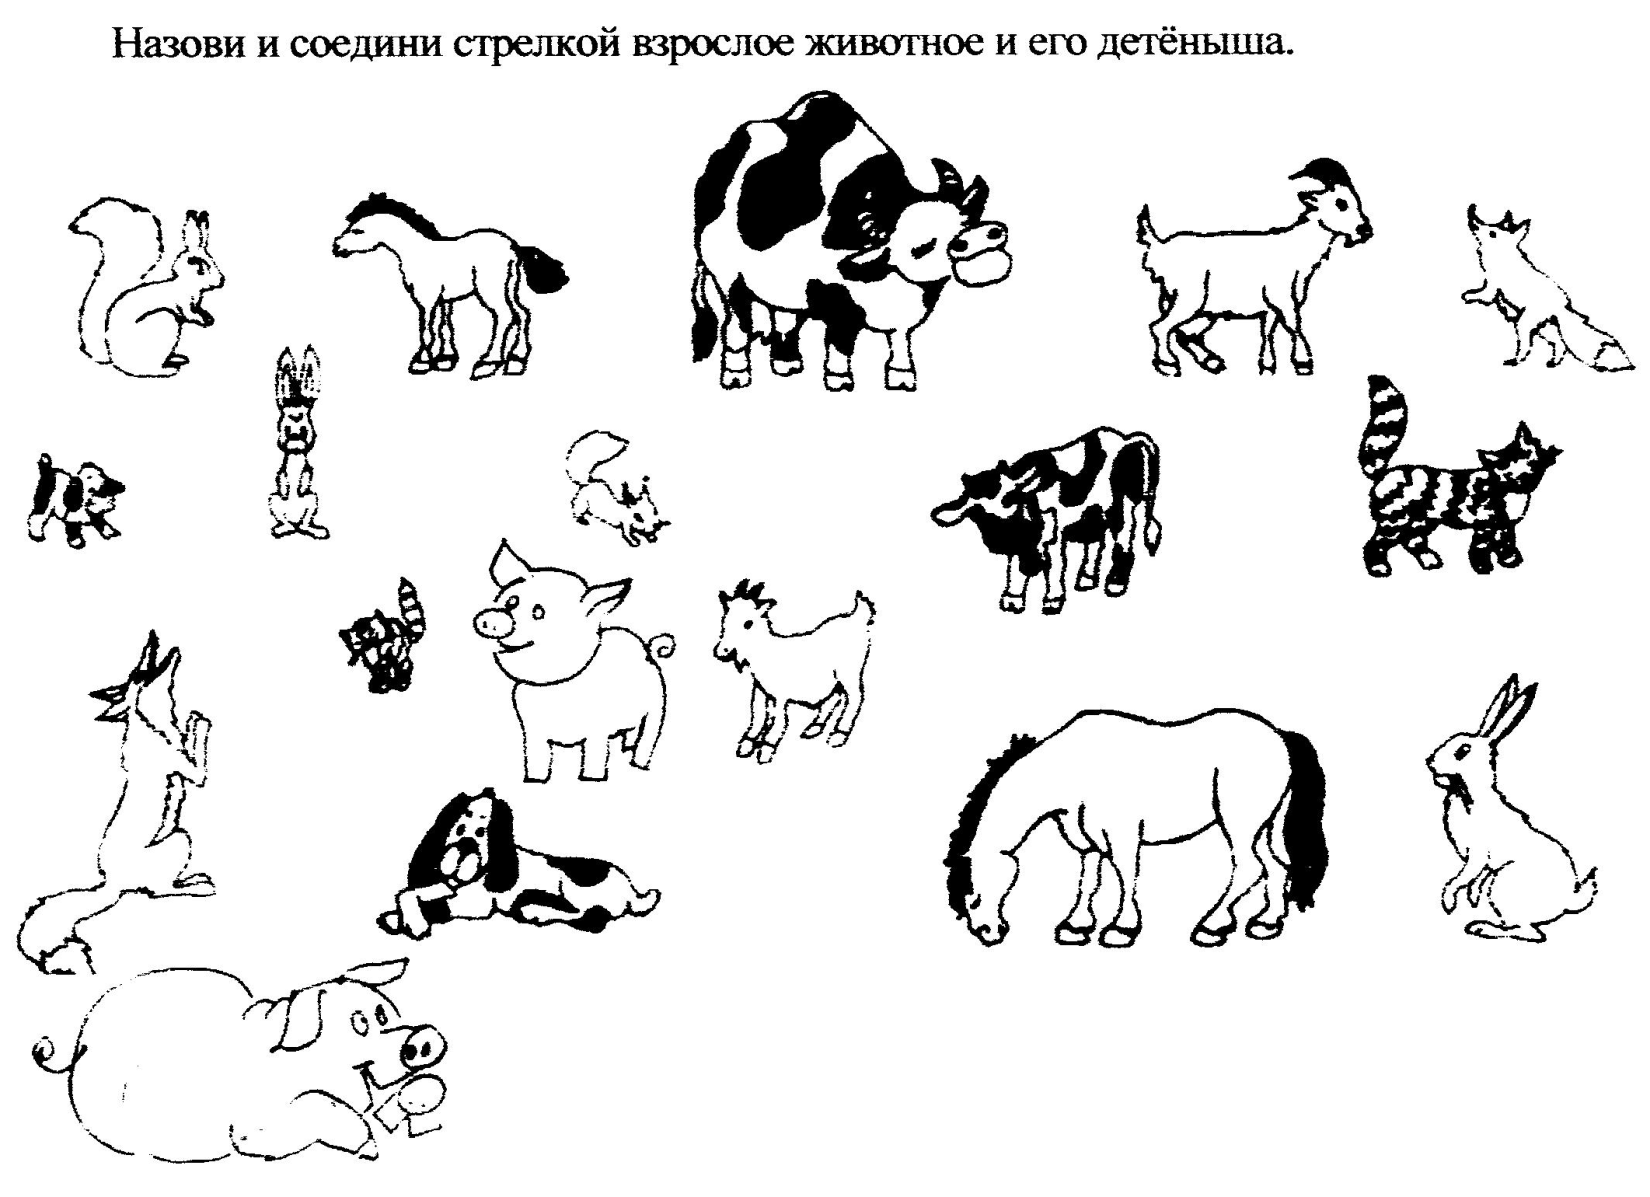 Назови и соедини стрелкой взрослое животное и его детёныша.